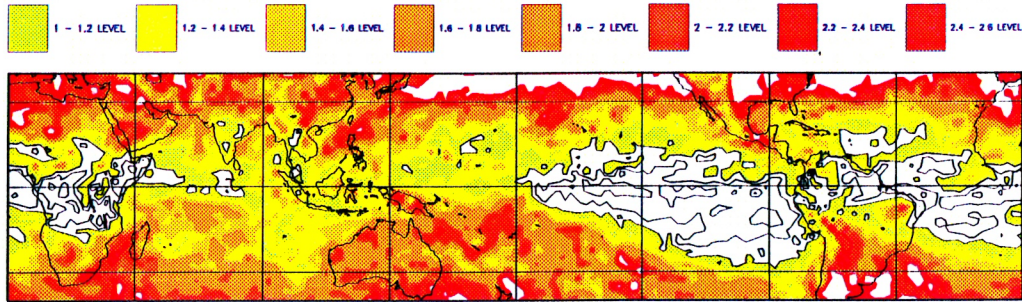 1 - 1.2 LEVEL
1.2 - 1.4 LEVEL
1.4 - 1.6 LEVEL
1.6 - 1.8 LEVEL
1.8 - 2 LEVEL
2 - 2.2 LEVEL
2.2 - 2.4 LEVEL
2.4 - 2.6 LEVEL